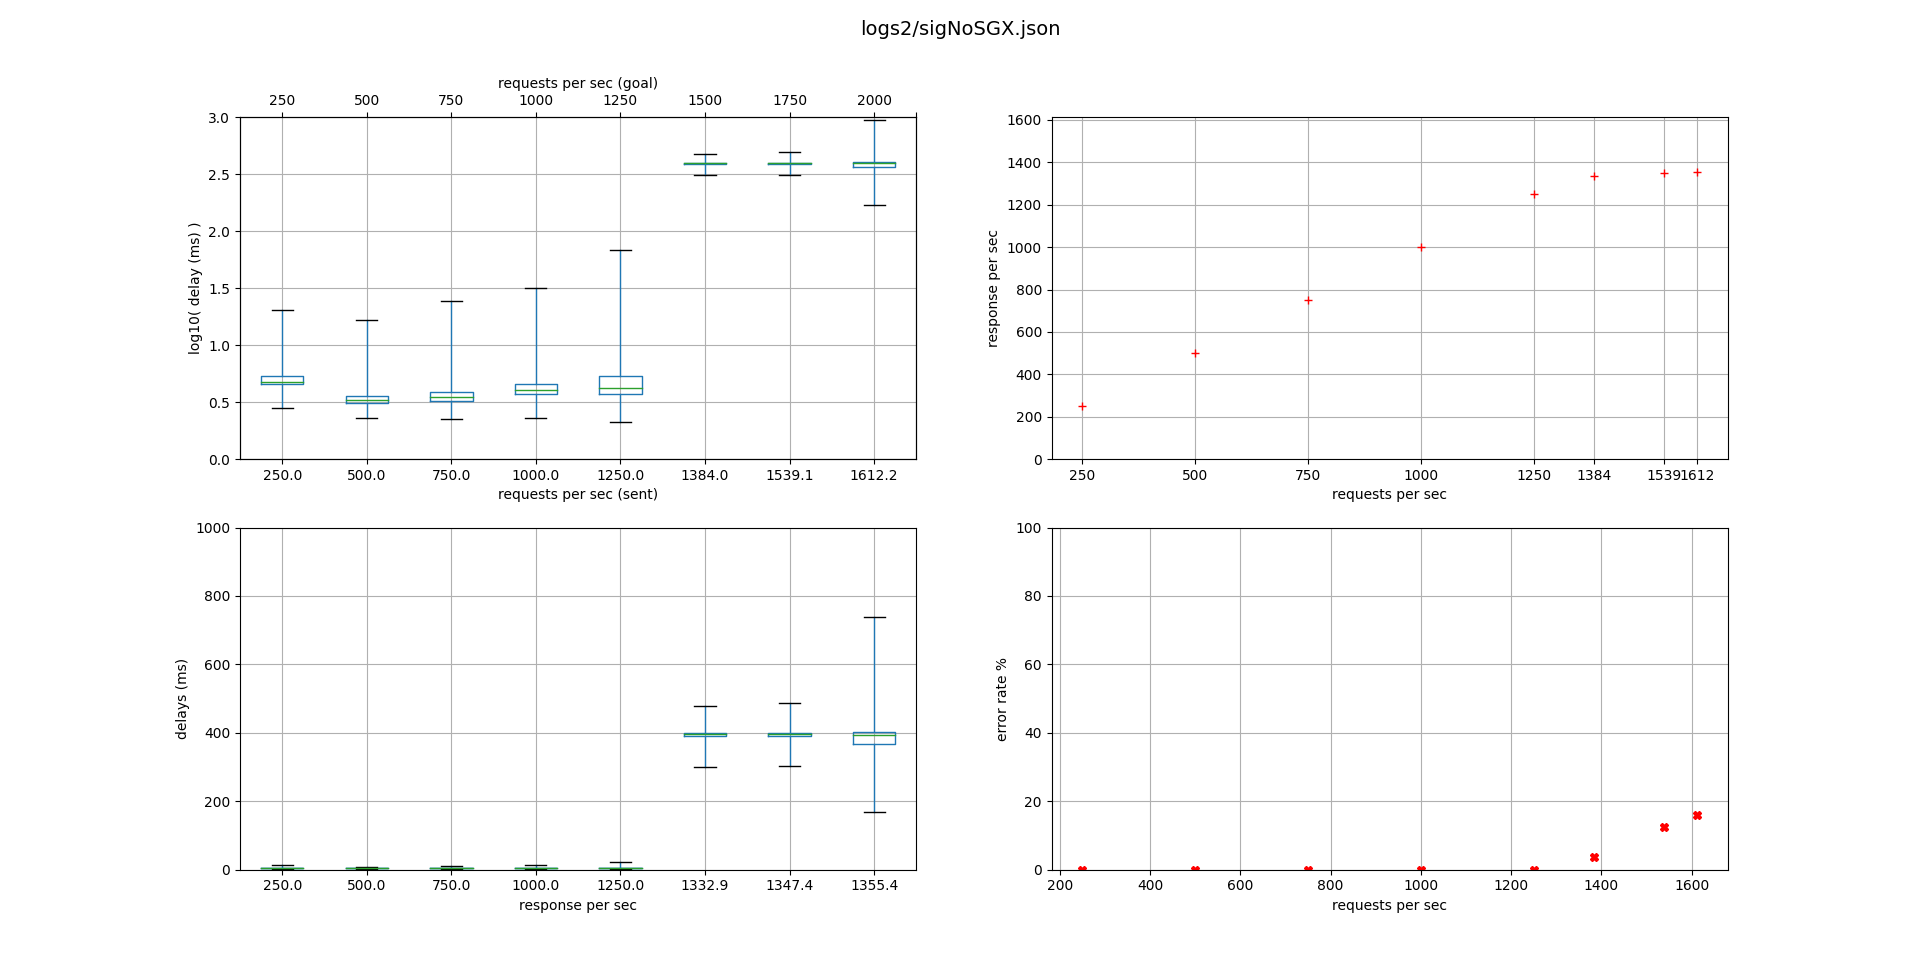 logs2/sigNoSGX.json
requests per sec (goal)
250 500 750 1000 1250 1500 1750 2000
3.0
2.5
2.0
1.5
1.0
0.5
0.0
log10( delay (ms) )
250.0 500.0 750.0 1000.0 1250.0 1384.0 1539.1 1612.2
requests per sec (sent)
1600
1400
1200
1000
800
600
400
200
0
response per sec
250 500 750 1000 1250 1384 1539 1612
requests per sec
1000
800
600
400
200
0
delays (ms)
250.0 500.0 750.0 1000.0 1250.0 1332.9 1347.4 1355.4
response per sec
100
80
60
40
20
0
error rate %
200 400 600 800 1000 1200 1400 1600
requests per sec